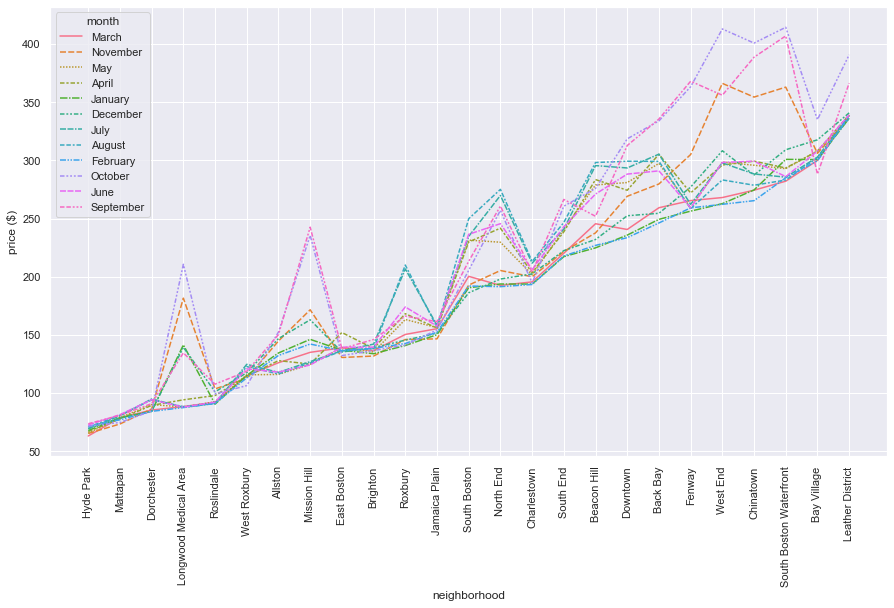 month
March
November
May
April
January
December
July
August
February
October
June
September
price ($)
400
350
300
250
200
150
100
50
Hyde Park
Mattapan
Dorchester
Longwood Medical Area
Roslindale
West Roxbury
Allston
Mission Hill
East Boston
Brighton
Roxbury
Jamaica Plain
South Boston
North End
Charlestown
South End
Beacon Hill
Downtown
Back Bay
Fenway
West End
Chinatown
South Boston Waterfront
Bay Village
Leather District
neighborhood